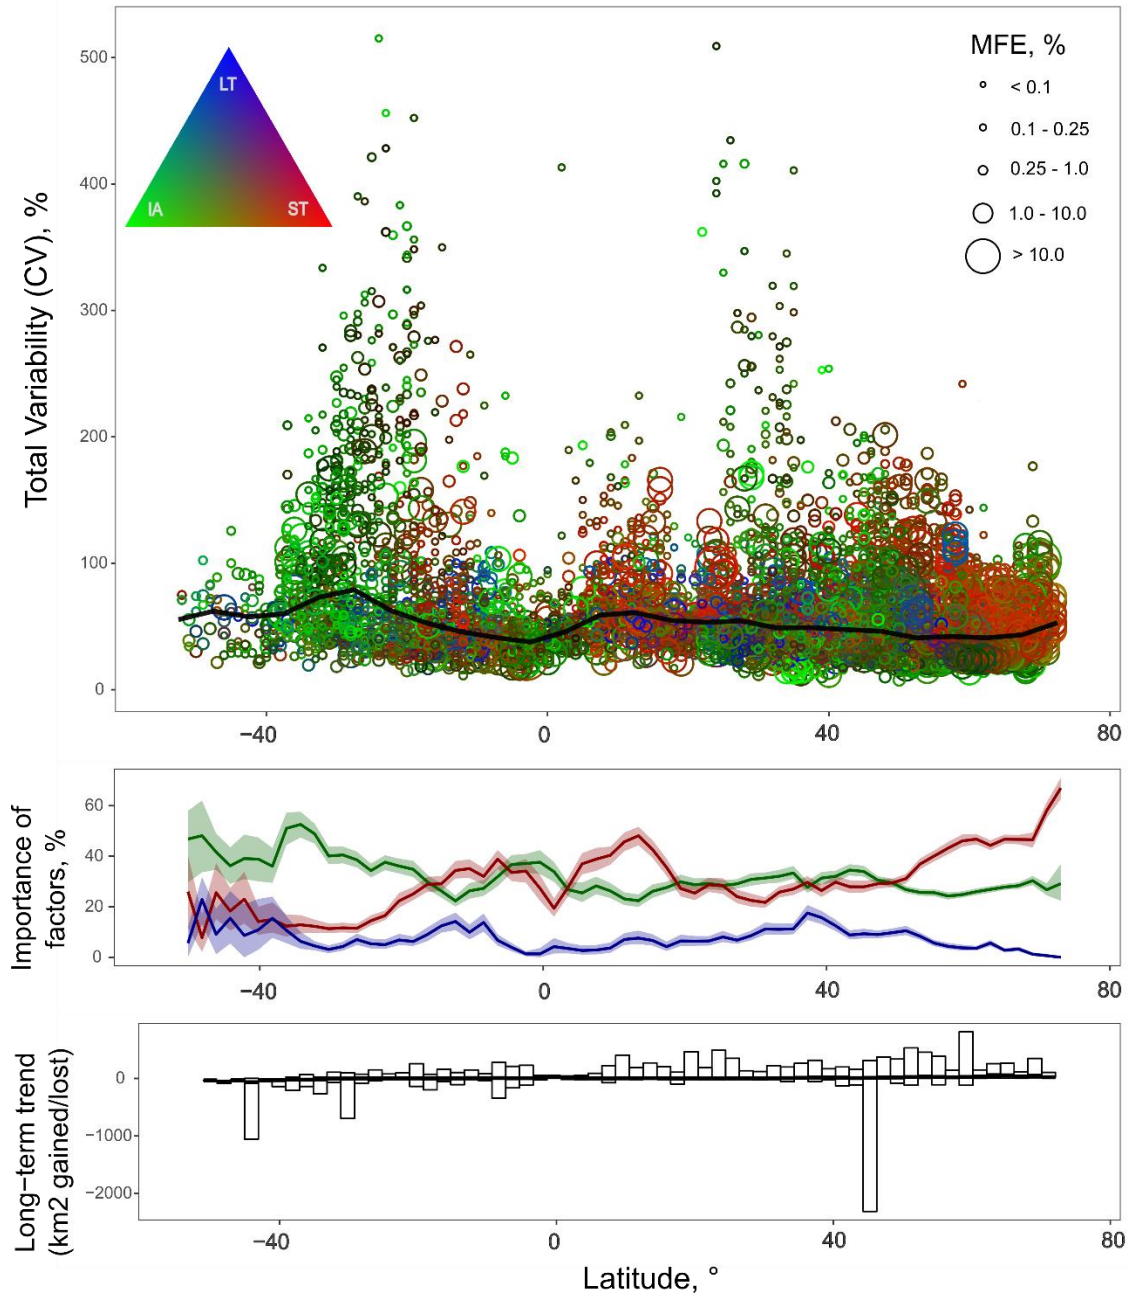 Total Variability (CV), %
500
400
300
200
100
0
LT
IA
ST
MFE, %
< 0.1
0.1 - 0.25
0.25 - 1.0
1.0 - 10.0
> 10.0
−40
0
40
80
Importance of
factors, %
60
40
20
0
−40
0
40
80
Long−term trend
(km2 gained/lost)
0
−1000
−2000
−40
0
40
80
Latitude, °